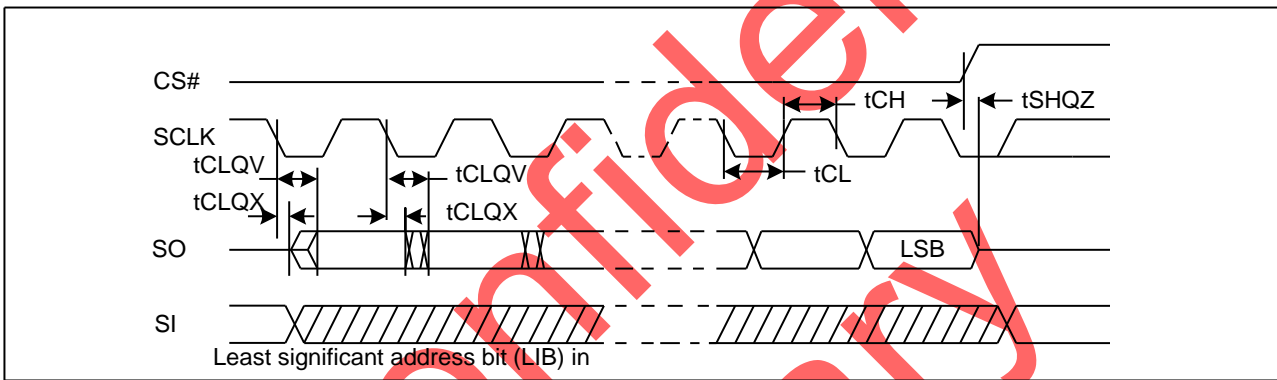 CS#
tCH
tSHQZ
SCLK
tCLQV
tCLQV
tCL
tCLQX
tCLQX
SO
LSB
SI
Least significant address bit (LIB) in